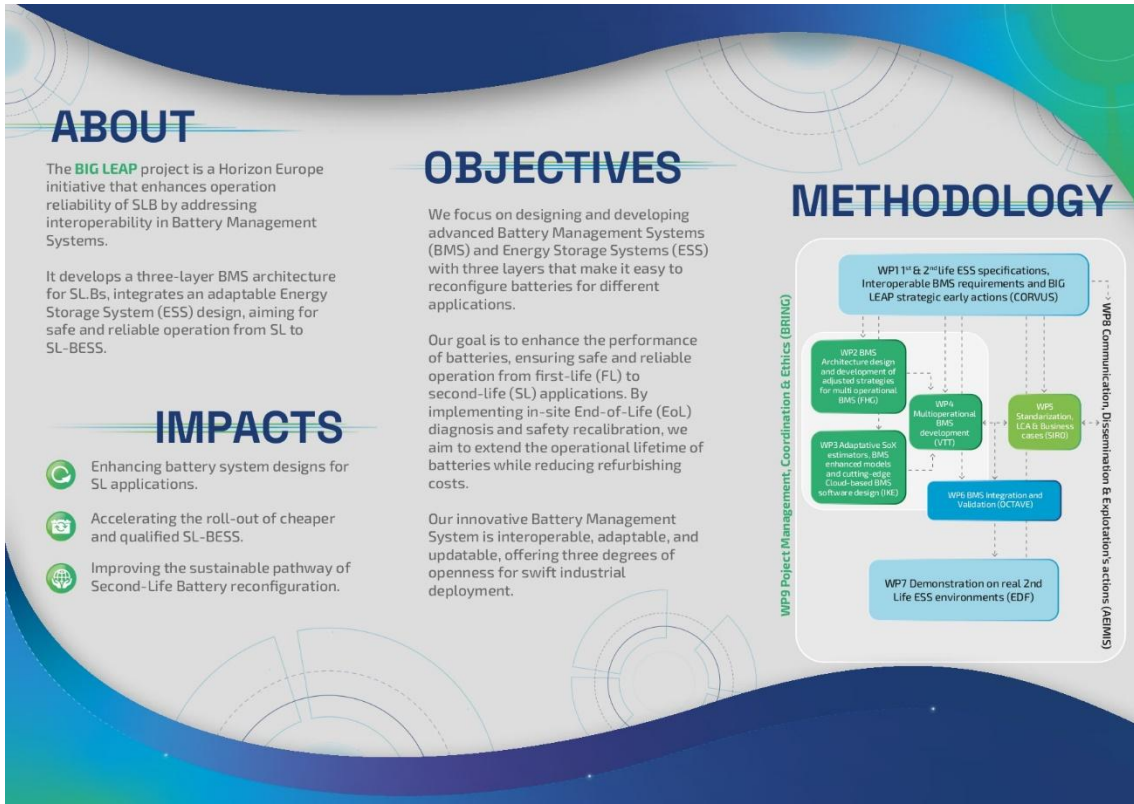 ABOUT
The BIG LEAP project is a Horizon Europe
initiative that enhances operation
reliability of SLB by addressing
interoperability in Battery Management
Systems.
It develops a three-layer BMS architecture
for SL.Bs, integrates an adaptable Energy
Storage System (ESS) design, aiming for
safe and reliable operation from SL to
SL-BESS.
IMPACTS
Enhancing battery system designs for
SL applications.
Accelerating the roll-out of cheaper
and qualified SL-BESS.
Improving the sustainable pathway of
Second-Life Battery reconfiguration.
OBJECTIVES
We focus on designing and developing
advanced Battery Management Systems
(BMS) and Energy Storage Systems (ESS)
with three layers that make it easy to
reconfigure batteries for different
applications.
Our goal is to enhance the performance
of batteries, ensuring safe and reliable
operation from first-life (FL) to
second-life (SL) applications. By
implementing in-site End-of-Life (EoL)
diagnosis and safety recalibration, we
aim to extend the operational lifetime of
batteries while reducing refurbishing
costs.
Our innovative Battery Management
System is interoperable, adaptable, and
updatable, offering three degrees of
openness for swift industrial
deployment.
METHODOLOGY
WP9 Poject Management, Coordination & Ethics (BRING)
WP1 1st & 2nd life ESS specifications,
Interoperable BMS requirements and BIG
LEAP strategic early actions (CORVUS)
WP2 BMS
Architecture design
and development of
adjusted strategies
for multi operational
BMS (FHG)
WP3 Adaptative SoX
estimators, BMS
enhanced models
and cutting-edge
Cloud-based BMS
software design (IKE)
WP4
Multioperational
BMS
development
(VTT)
WP5
Standarization,
LCA & Business
cases (SIRO)
WP6 BMS Integration and
Validation (OCTAVE)
WP7 Demonstration on real 2nd
Life ESS environments (EDF)
WP8 Communication, Dissemination & Explotation's actions (AEIMIS)